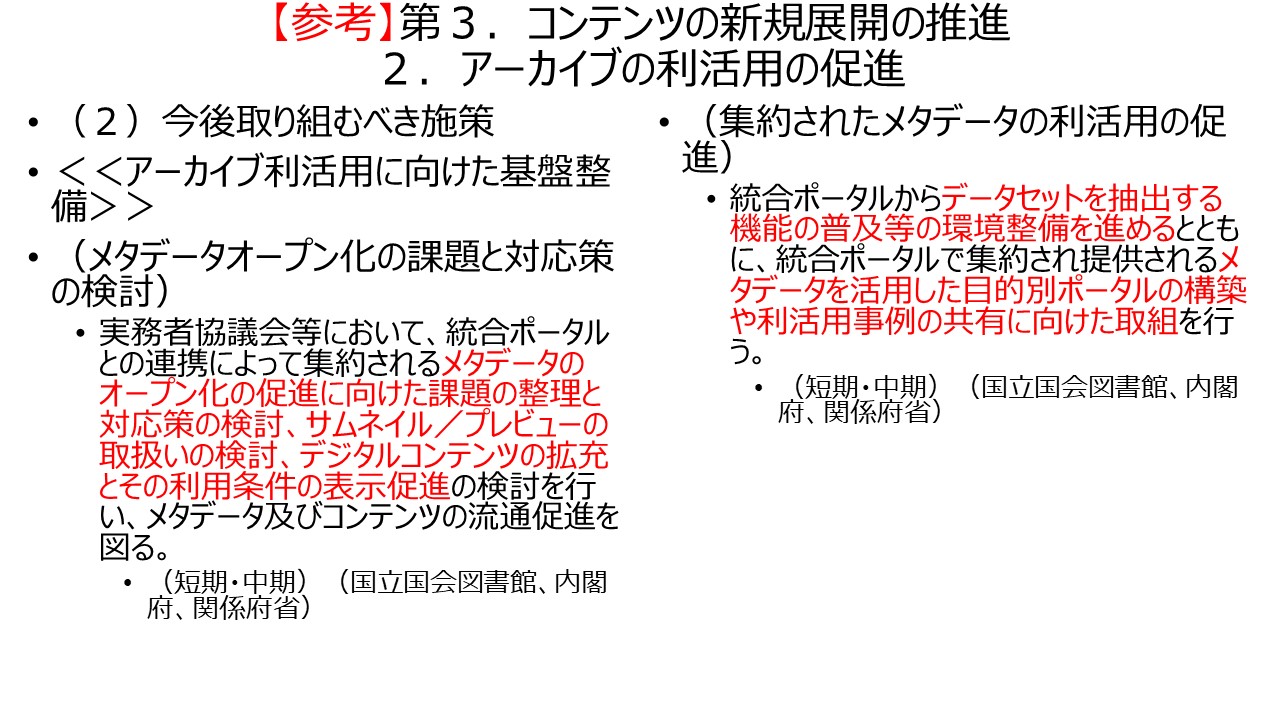 【参考】第３．コンテンツの新規展開の推進
２．アーカイブの利活用の促進
• （２）今後取り組むべき施策
• ＜＜アーカイブ利活用に向けた基盤整
備＞＞
• （メタデータオープン化の課題と対応策
の検討）
• 実務者協議会等において、統合ポータル
との連携によって集約されるメタデータの
オープン化の促進に向けた課題の整理と
対応策の検討、サムネイル／プレビューの
取扱いの検討、デジタルコンテンツの拡充
とその利用条件の表示促進の検討を行
い、メタデータ及びコンテンツの流通促進を
図る。
• （短期・中期）（国立国会図書館、内閣
府、関係府省）
• （集約されたメタデータの利活用の促
進）
• 統合ポータルからデータセットを抽出する
機能の普及等の環境整備を進めるととも
に、統合ポータルで集約され提供されるメ
タデータを活用した目的別ポータルの構築
や利活用事例の共有に向けた取組を行
う。
• （短期・中期）（国立国会図書館、内閣
府、関係府省）